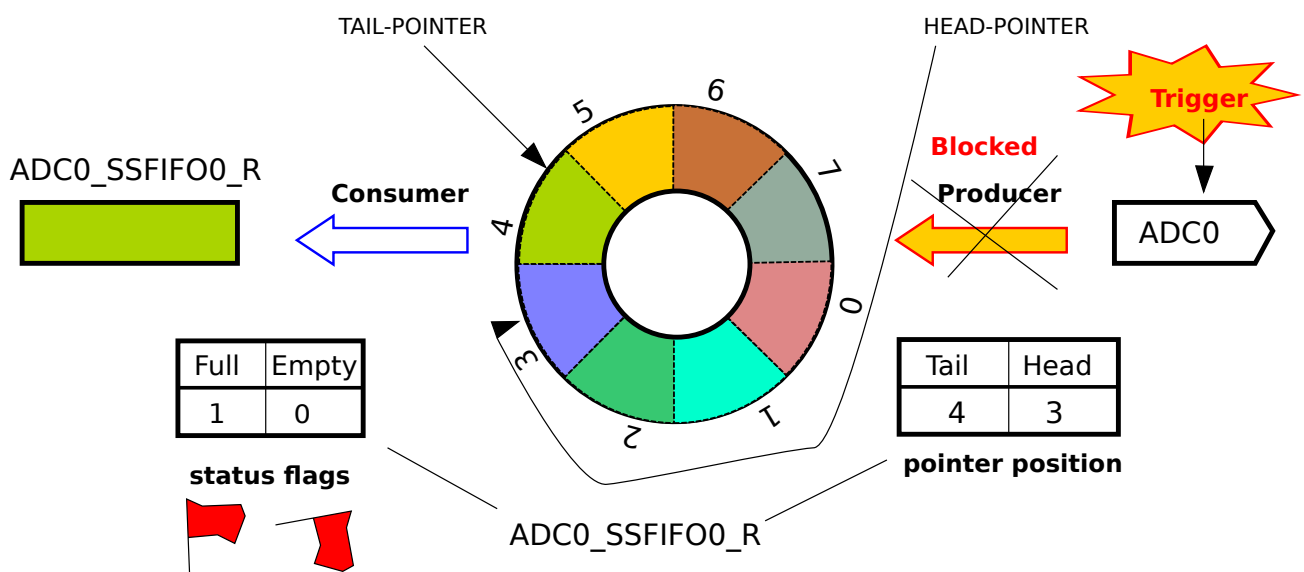 TAIL-POINTER
HEAD-POINTER
Trigger
5
6
7
Blocked
ADC0_SSFIFO0_R
Consumer
Producer
4
ADC0
0
3
Full Empty
1 0
Tail Head
4 3
1
2
status flags
pointer position
ADC0_SSFIFO0_R